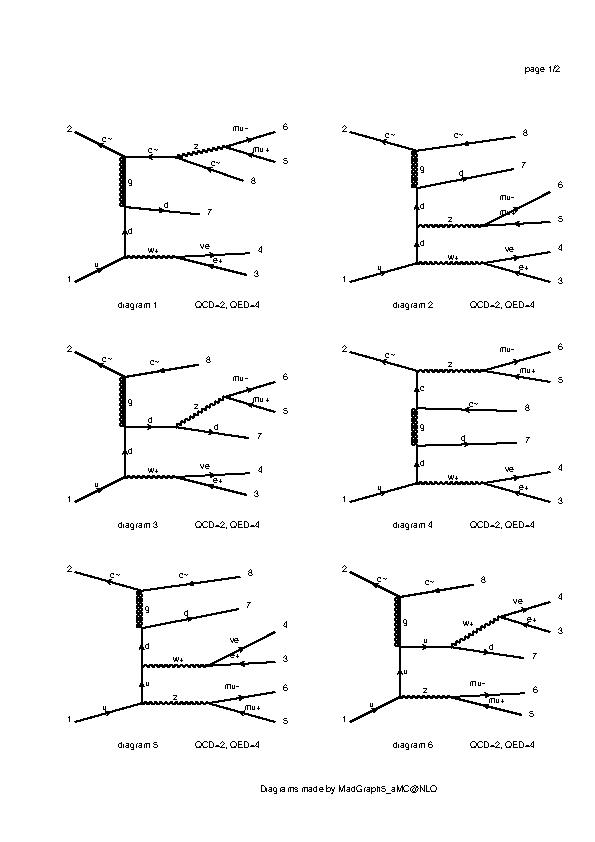 page 1/2
2 c~ c~ z mu- 6
mu+ 5
c~ 8
g
d 7
d
w+ ve 4
e+ 3
1 u
diagram 1 QCD=2, QED=4
2 c~ c~ 8
g
d 7
d
mu- 6
z mu+ 5
d
w+ ve 4
e+ 3
1 u
diagram 2 QCD=2, QED=4
2 c~ c~ 8
g
z mu- 6
mu+ 5
d d 7
d
w+ ve 4
e+ 3
1 u
diagram 3 QCD=2, QED=4
2 c~ z mu- 6
mu+ 5
c
c~ 8
g
d 7
d
w+ ve 4
e+ 3
1 u
diagram 4 QCD=2, QED=4
2 c~ c~ 8
g
d 7
d
ve 4
w+ e+ 3
u
z mu- 6
mu+ 5
1 u
diagram 5 QCD=2, QED=4
2 c~ c~ 8
g
w+ ve 4
e+ 3
u d 7
u
z mu- 6
mu+ 5
1 u
diagram 6 QCD=2, QED=4
Diagrams made by MadGraph5_aMC@NLO